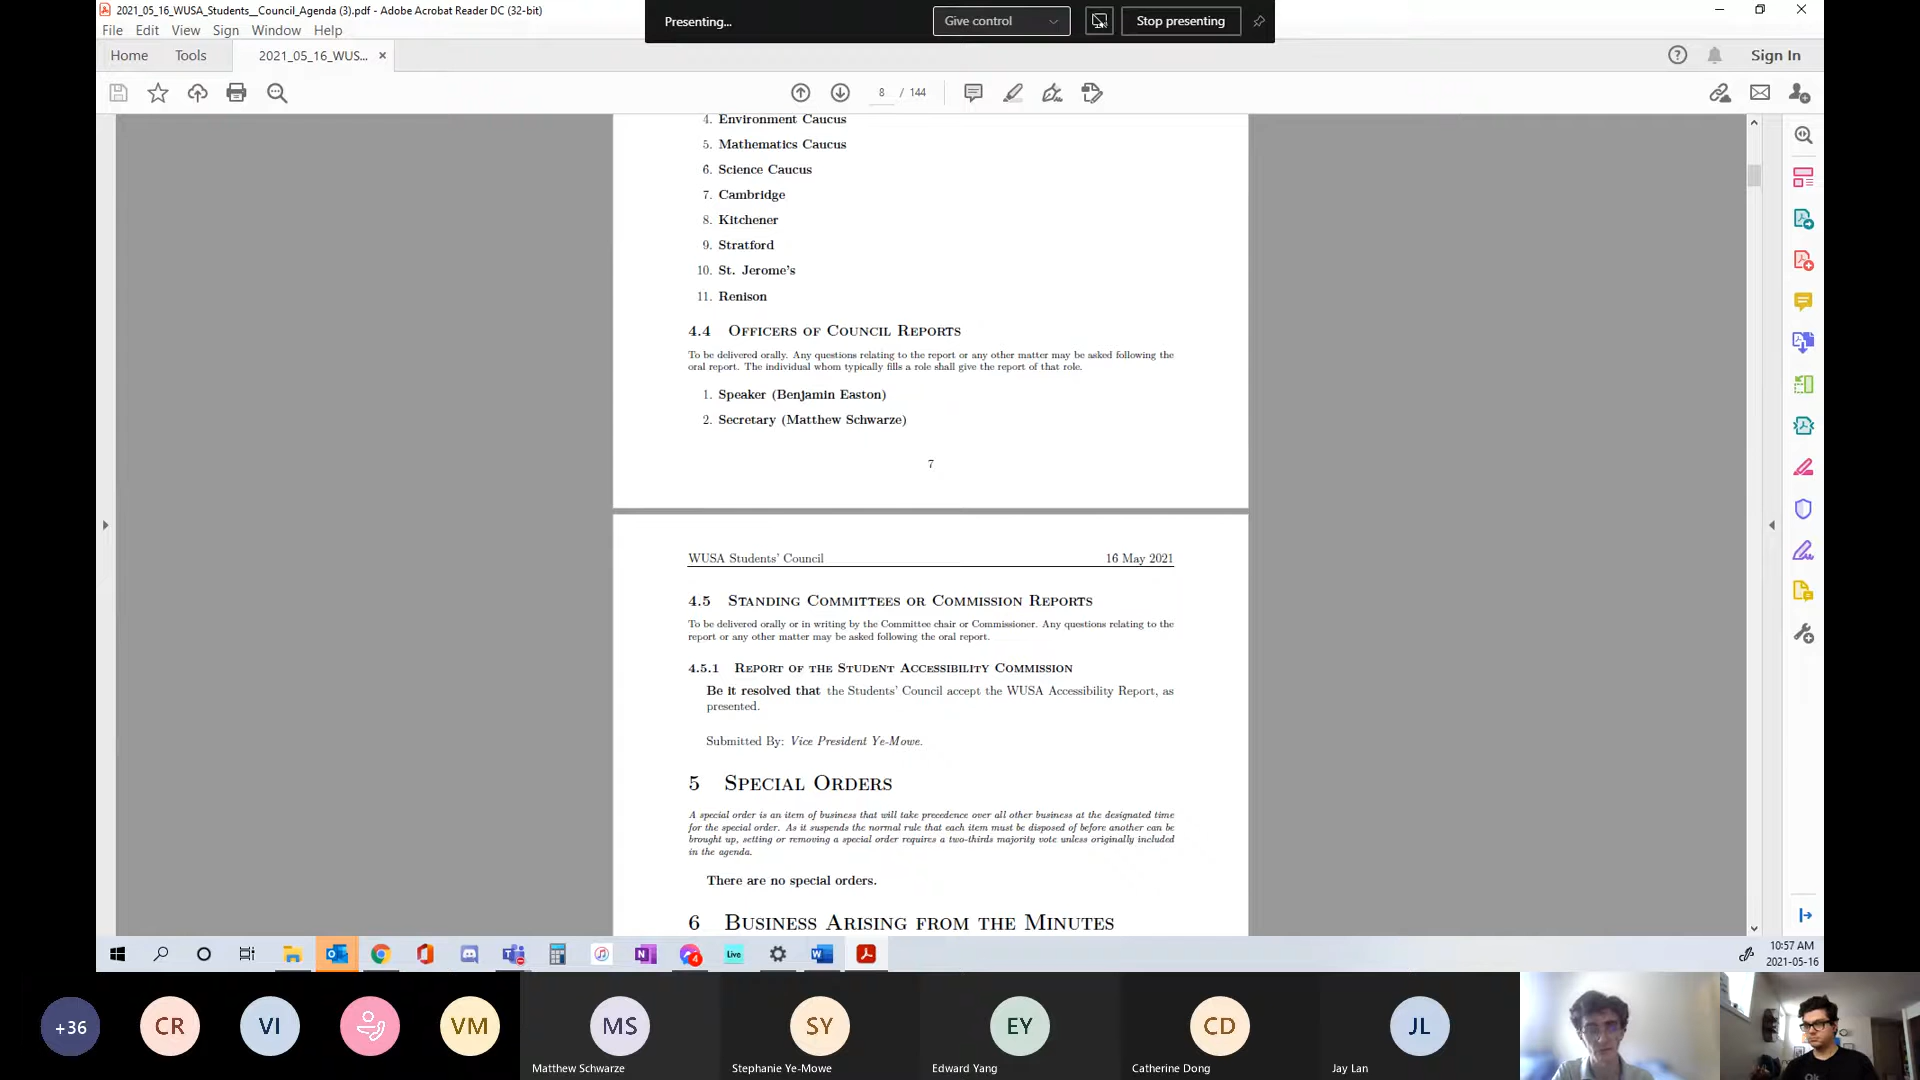 2021_05_16_WUSA_Students__Council_Agenda (3).pdf - Adobe Acrobat Reader DC (32-bit)
Presenting...
Give control
Stop presenting
File Edit View Sign Window Help
Home Tools 2021_05_16_WUS... × Sign In
8 / 144
4. Environment Caucus
5. Mathematics Caucus
6. Science Caucus
7. Cambridge
8. Kitchener
9. Stratford
10. St. Jerome's
11. Renison
4.4 Officers of Council Reports
To be delivered orally. Any questions relating to the report or any other matter may be asked following the
oral report. The individual whom typically fills a role shall give the report of that role.
1. Speaker (Benjamin Easton)
2. Secretary (Matthew Schwarze)
7
WUSA Students' Council 16 May 2021
4.5 Standing Committees or Commission Reports
To be delivered orally or in writing by the Committee chair or Commissioner. Any questions relating to the
report or any other matter may be asked following the oral report.
4.5.1 Report of the Student Accessibility Commission
Be it resolved that the Students' Council accept the WUSA Accessibility Report, as
presented.
Submitted By: Vice President Ye-Mowe.
5 Special Orders
A special order is an item of business that will take precedence over all other business at the designated time
for the special order. As it suspends the normal rule that each item must be disposed of before another can be
brought up, setting or removing a special order requires a two-thirds majority vote unless originally included
in the agenda.
There are no special orders.
6 Business Arising from the Minutes
4
Live
10:57 AM
2021-05-16
+36 CR VI VM MS SY EY CD JL
Matthew Schwarze Stephanie Ye-Mowe Edward Yang Catherine Dong Jay Lan